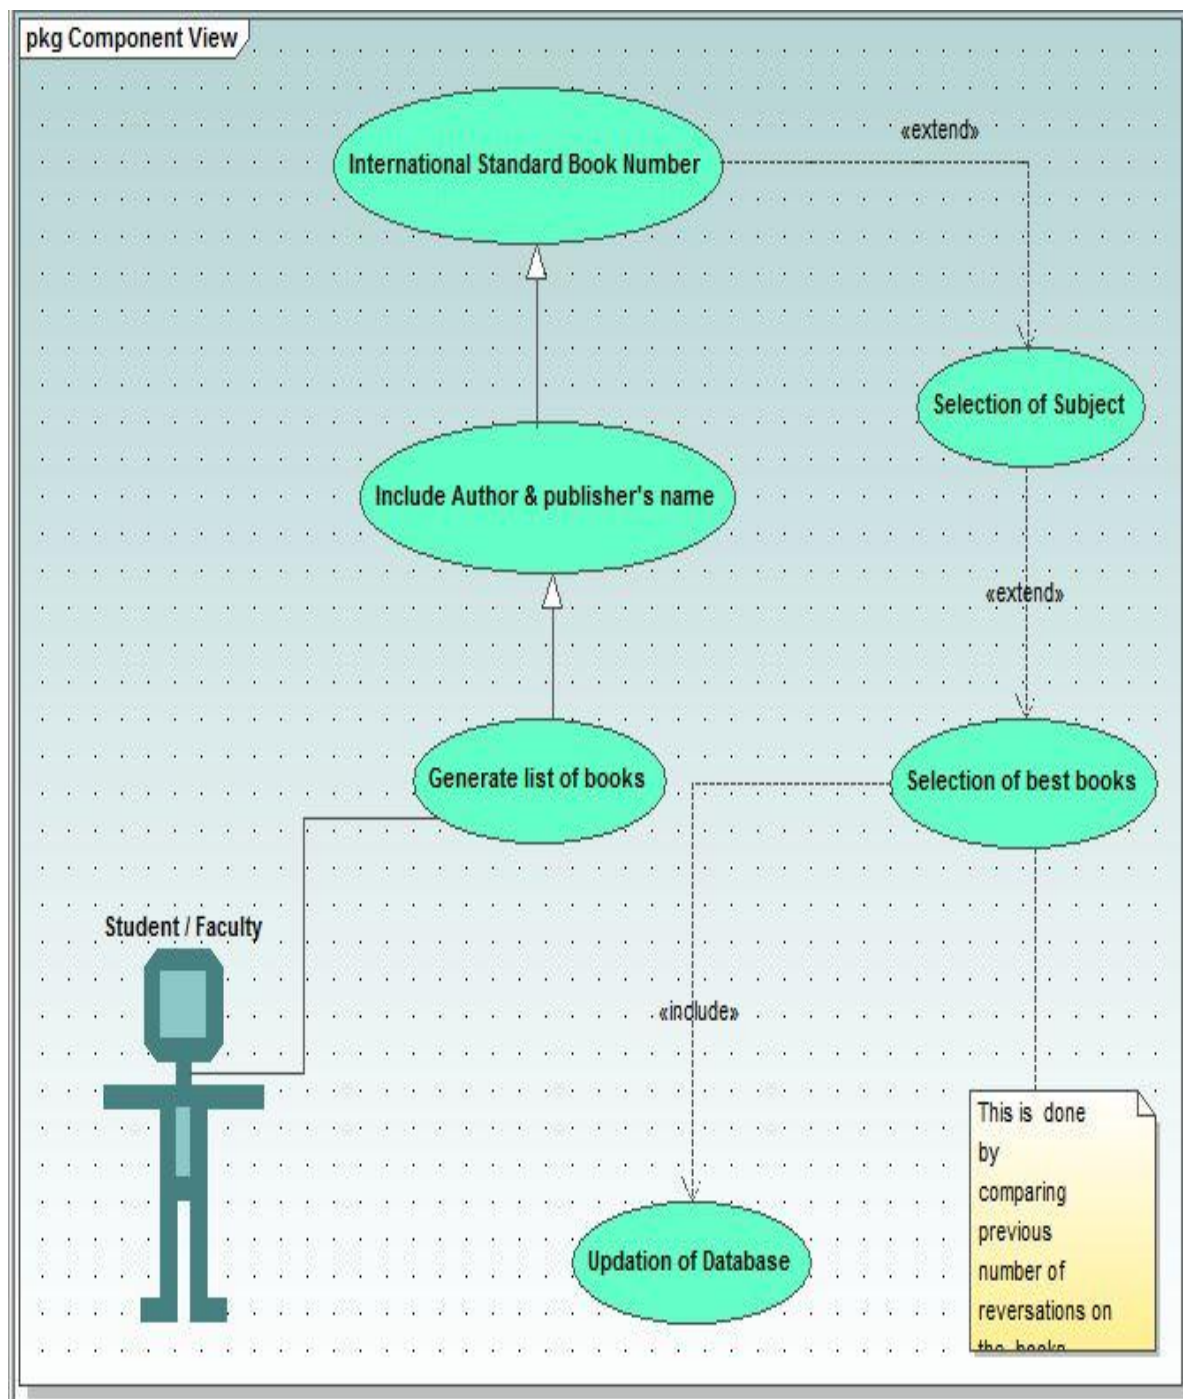 pkg Component View
«extend»
International Standard Book Number
Selection of Subject
Include Author & publisher's name
«extend»
Generate list of books
Selection of best books
Student / Faculty
«include»
This is done
by
comparing
previous
number of
reversations on
the books
Updation of Database